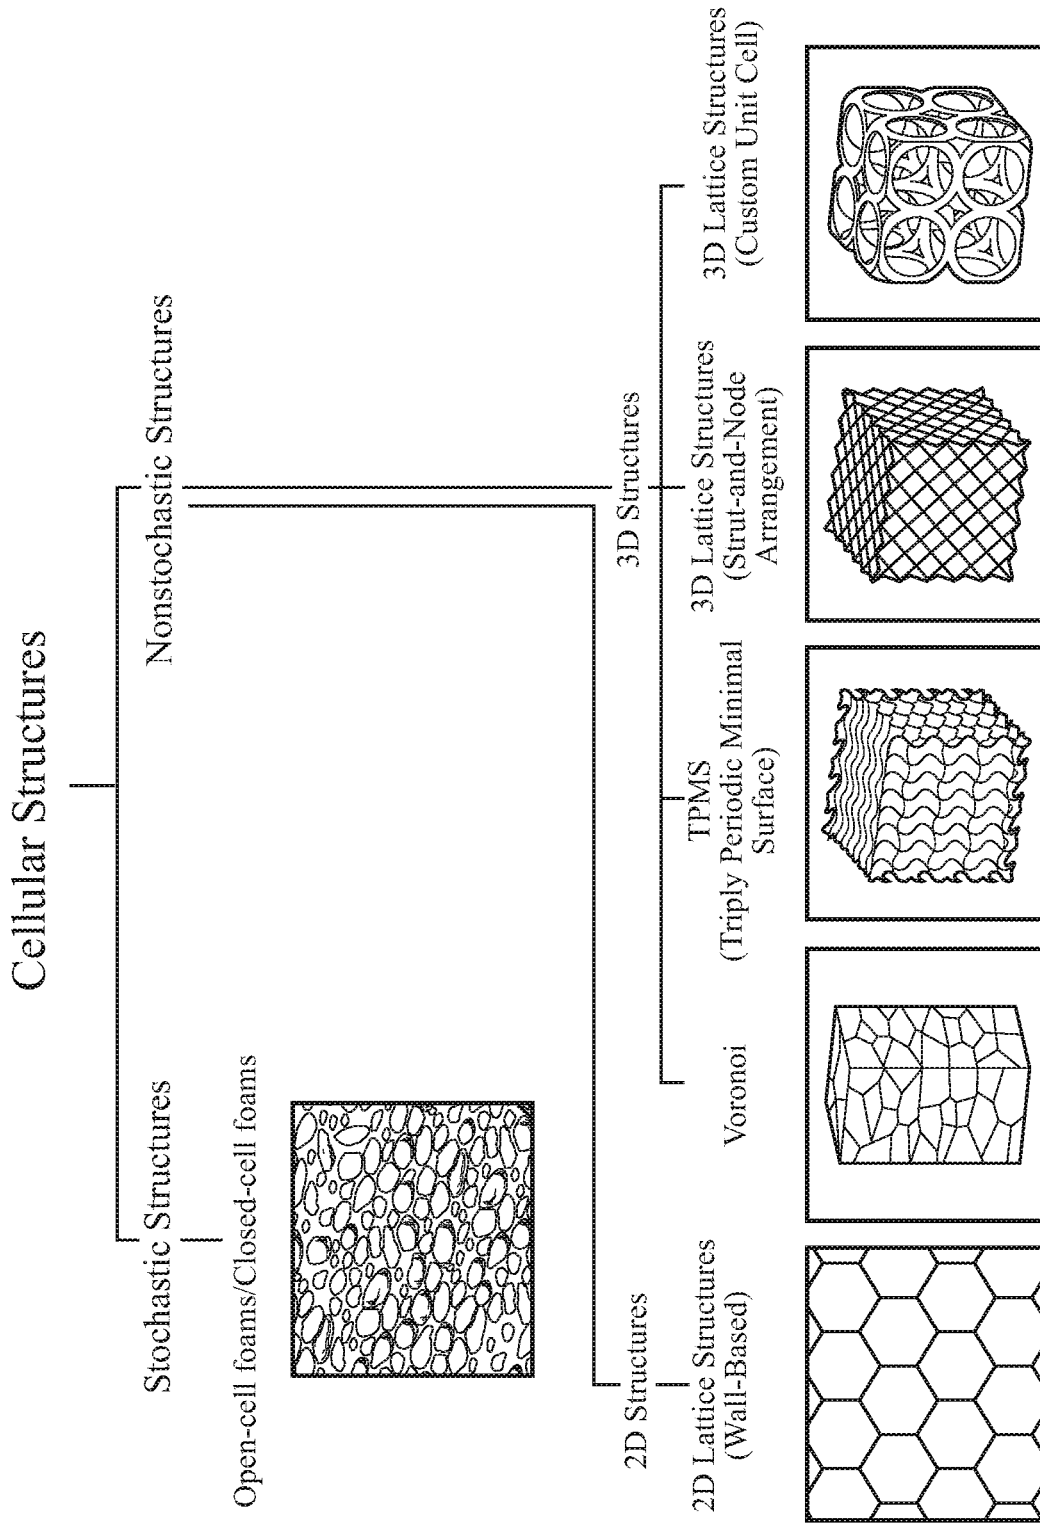 Cellular Structures
Stochastic Structures
Nonstochastic Structures
Open-cell foams/Closed-cell foams
2D Structures
3D Structures
2D Lattice Structures
(Wall-Based)
Voronoi
TPMS
(Triply Periodic Minimal
Surface)
3D Lattice Structures
(Strut-and-Node
Arrangement)
3D Lattice Structures
(Custom Unit Cell)